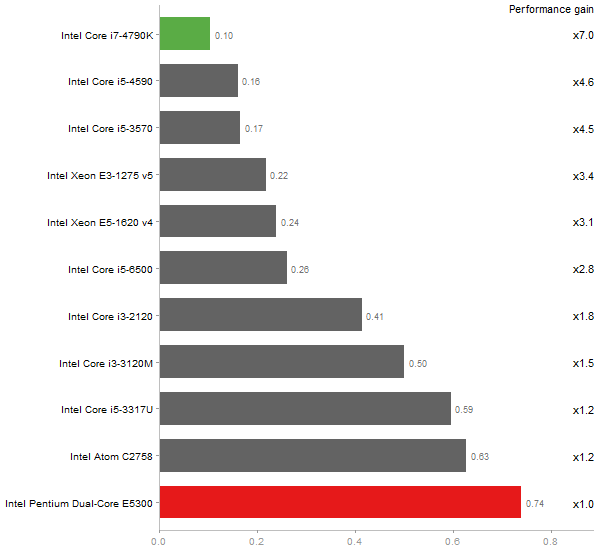 Performance gain
Intel Core i7-4790K 0.10 x7.0
Intel Core i5-4590 0.16 x4.6
Intel Core i5-3570 0.17 x4.5
Intel Xeon E3-1275 v5 0.22 x3.4
Intel Xeon E5-1620 v4 0.24 x3.1
Intel Core i5-6500 0.26 x2.8
Intel Core i3-2120 0.41 x1.8
Intel Core i3-3120M 0.50 x1.5
Intel Core i5-3317U 0.59 x1.2
Intel Atom C2758 0.63 x1.2
Intel Pentium Dual-Core E5300 0.74 x1.0
0.0 0.2 0.4 0.6 0.8